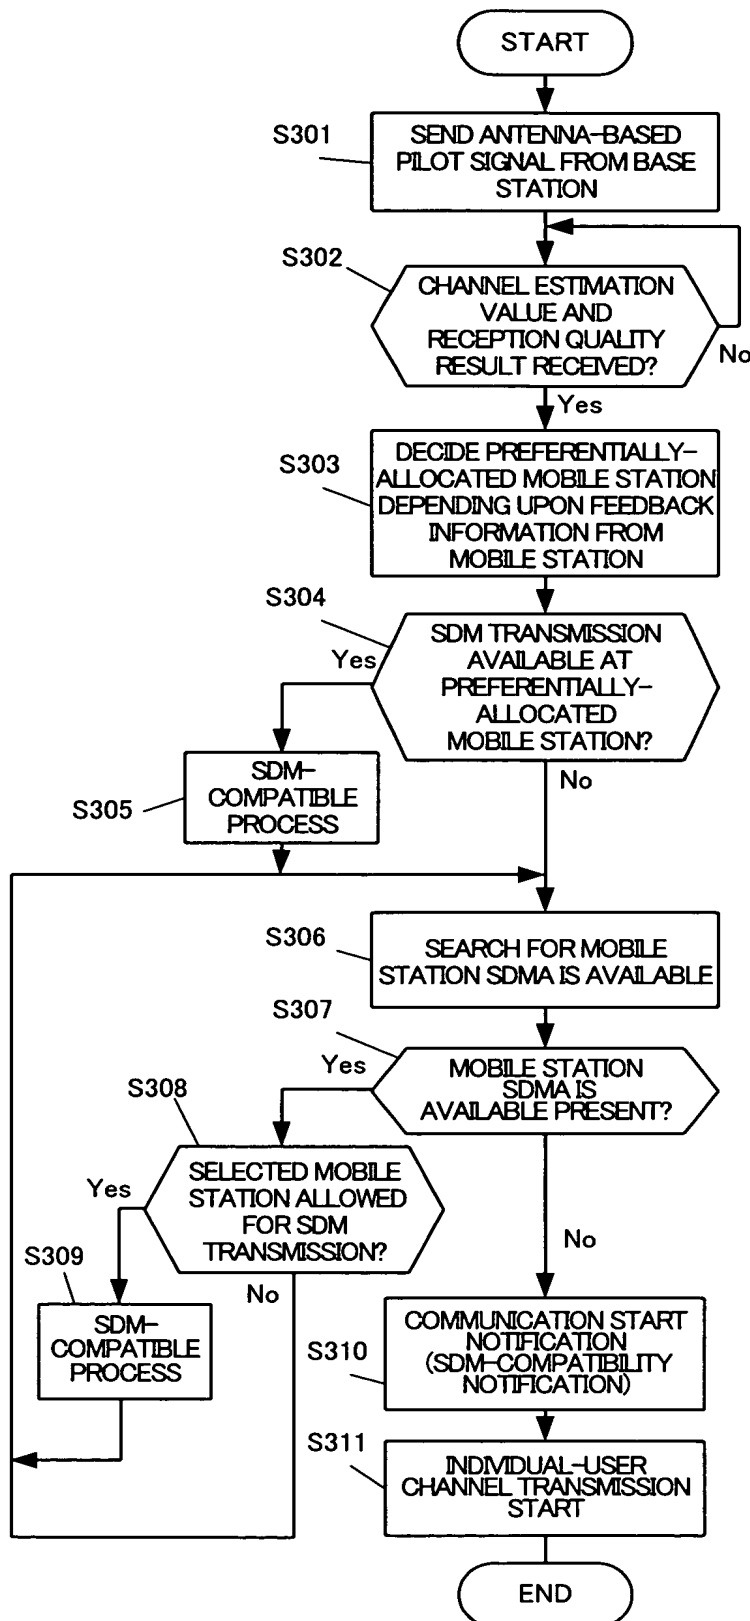 START
S301
SEND ANTENNA-BASED
PILOT SIGNAL FROM BASE
STATION
S302
CHANNEL ESTIMATION
VALUE AND
RECEPTION QUALITY
RESULT RECEIVED?
No
Yes
S303
DECIDE PREFERENTIALLY-
ALLOCATED MOBILE STATION
DEPENDING UPON FEEDBACK
INFORMATION FROM
MOBILE STATION
S304
SDM TRANSMISSION
AVAILABLE AT
PREFERENTIALLY-
ALLOCATED
MOBILE STATION?
Yes
No
S305
SDM-
COMPATIBLE
PROCESS
S306
SEARCH FOR MOBILE
STATION SDMA IS AVAILABLE
S307
MOBILE STATION
SDMA IS
AVAILABLE PRESENT?
Yes
No
S308
SELECTED MOBILE
STATION ALLOWED
FOR SDM
TRANSMISSION?
Yes
No
S309
SDM-
COMPATIBLE
PROCESS
S310
COMMUNICATION START
NOTIFICATION
(SDM-COMPATIBILITY
NOTIFICATION)
S311
INDIVIDUAL-USER
CHANNEL TRANSMISSION
START
END